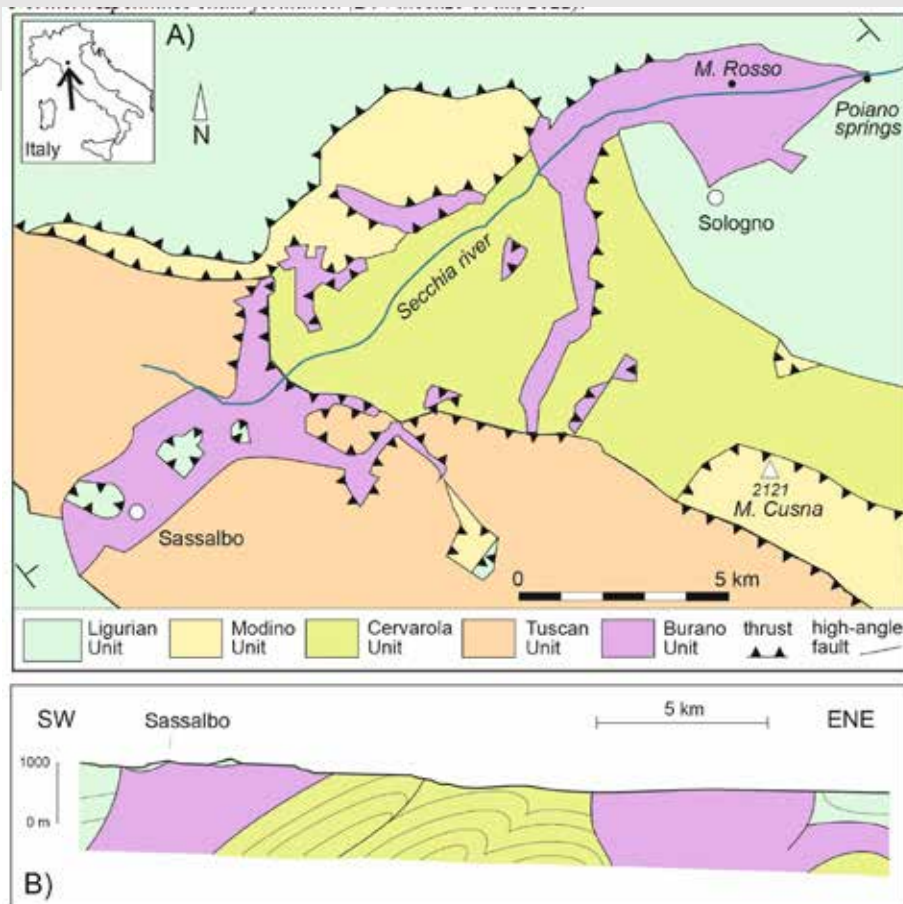 A)
Italy
N
M. Rosso
Poiano
springs
Sologno
Secchia river
2121
M. Cusna
Sassalbo
0 5 km
Ligurian Unit
Modino Unit
Cervarola Unit
Tuscan Unit
Burano Unit
thrust
high-angle fault
SW
Sassalbo
5 km
ENE
1000
0 m
B)